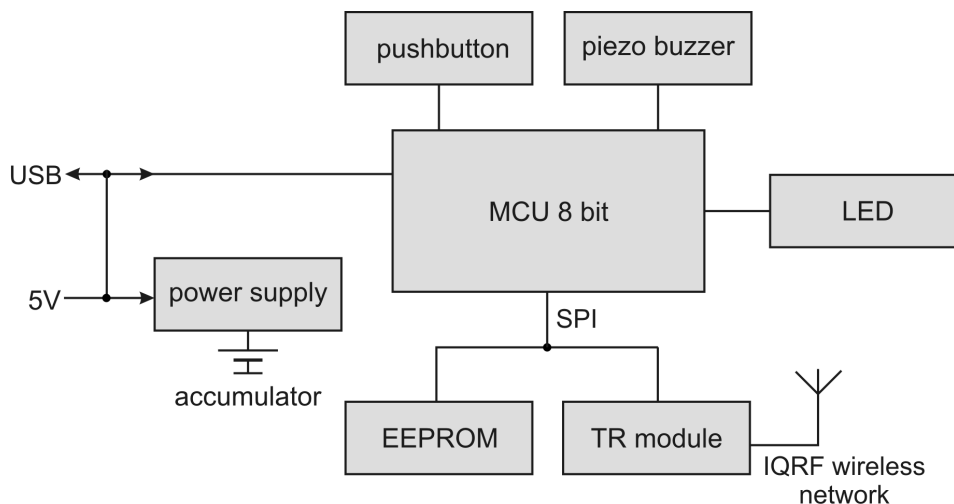 pushbutton
piezo buzzer
USB
MCU 8 bit
LED
5V
power supply
SPI
accumulator
EEPROM
TR module
IQRF wireless
network